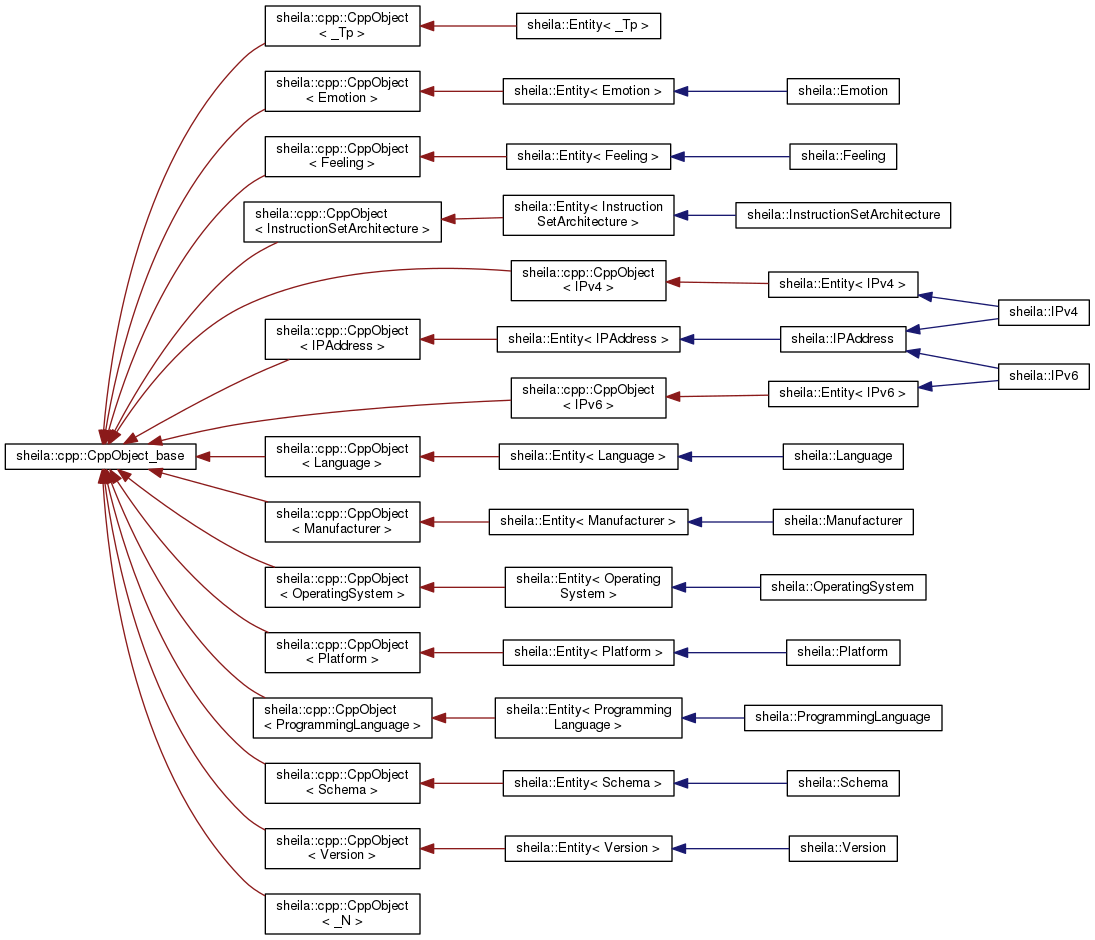 sheila::cpp::CppObject
< _Tp >
sheila::Entity< _Tp >
sheila::cpp::CppObject
< Emotion >
sheila::Entity< Emotion >
sheila::Emotion
sheila::cpp::CppObject
< Feeling >
sheila::Entity< Feeling >
sheila::Feeling
sheila::cpp::CppObject
< InstructionSetArchitecture >
sheila::Entity< Instruction
SetArchitecture >
sheila::InstructionSetArchitecture
sheila::cpp::CppObject
< IPv4 >
sheila::Entity< IPv4 >
sheila::IPv4
sheila::cpp::CppObject
< IPAddress >
sheila::Entity< IPAddress >
sheila::IPAddress
sheila::IPv6
sheila::cpp::CppObject
< IPv6 >
sheila::Entity< IPv6 >
sheila::cpp::CppObject_base
sheila::cpp::CppObject
< Language >
sheila::Entity< Language >
sheila::Language
sheila::cpp::CppObject
< Manufacturer >
sheila::Entity< Manufacturer >
sheila::Manufacturer
sheila::cpp::CppObject
< OperatingSystem >
sheila::Entity< Operating
System >
sheila::OperatingSystem
sheila::cpp::CppObject
< Platform >
sheila::Entity< Platform >
sheila::Platform
sheila::cpp::CppObject
< ProgrammingLanguage >
sheila::Entity< Programming
Language >
sheila::ProgrammingLanguage
sheila::cpp::CppObject
< Schema >
sheila::Entity< Schema >
sheila::Schema
sheila::cpp::CppObject
< Version >
sheila::Entity< Version >
sheila::Version
sheila::cpp::CppObject
< _N >